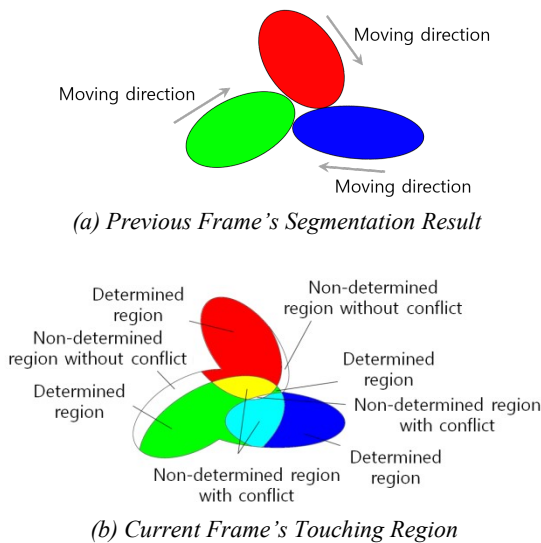 Moving direction
Moving direction
Moving direction
(a) Previous Frame’s Segmentation Result
Non-determined
region without conflict
Determined
region
Non-determined
region without conflict
Determined
region
Determined
region
Non-determined region
with conflict
Non-determined region
with conflict
Determined
region
(b) Current Frame’s Touching Region